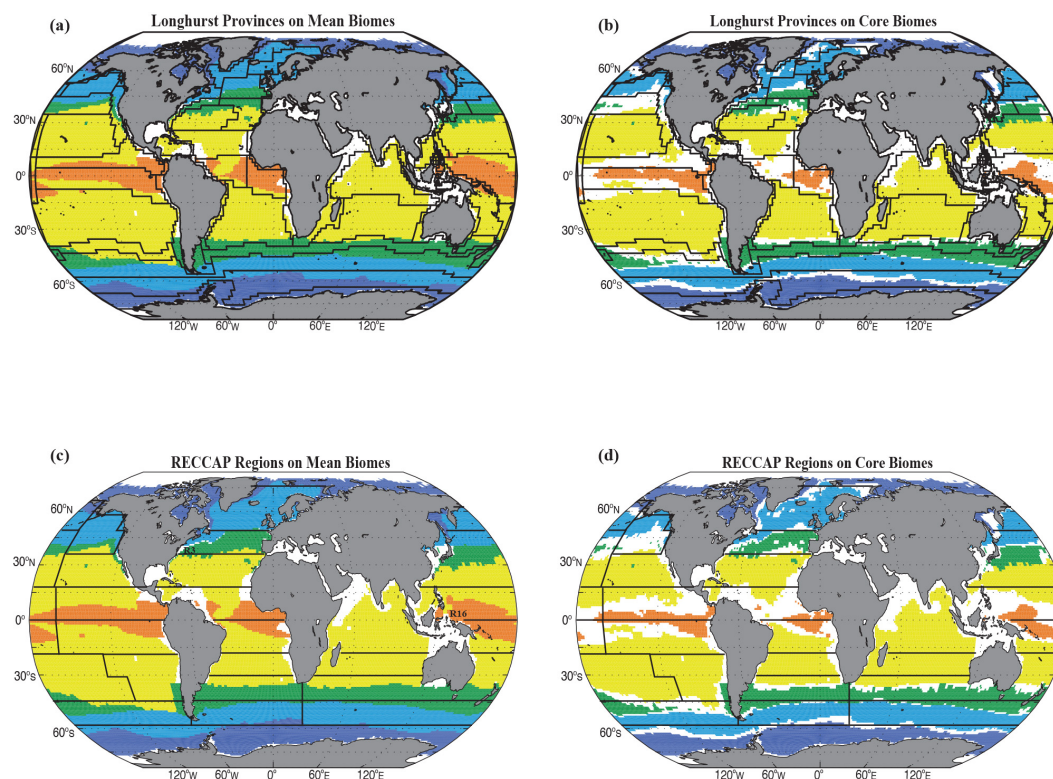 (a) Longhurst Provinces on Mean Biomes
60°N
30°N
0°
30°S
60°S
120°W 60°W 0° 60°E 120°E
(b) Longhurst Provinces on Core Biomes
60°N
30°N
0°
30°S
60°S
120°W 60°W 0° 60°E 120°E
(c) RECCAP Regions on Mean Biomes
60°N
R3
30°N
R16
0°
30°S
60°S
120°W 60°W 0° 60°E 120°E
(d) RECCAP Regions on Core Biomes
60°N
30°N
0°
30°S
60°S
120°W 60°W 0° 60°E 120°E